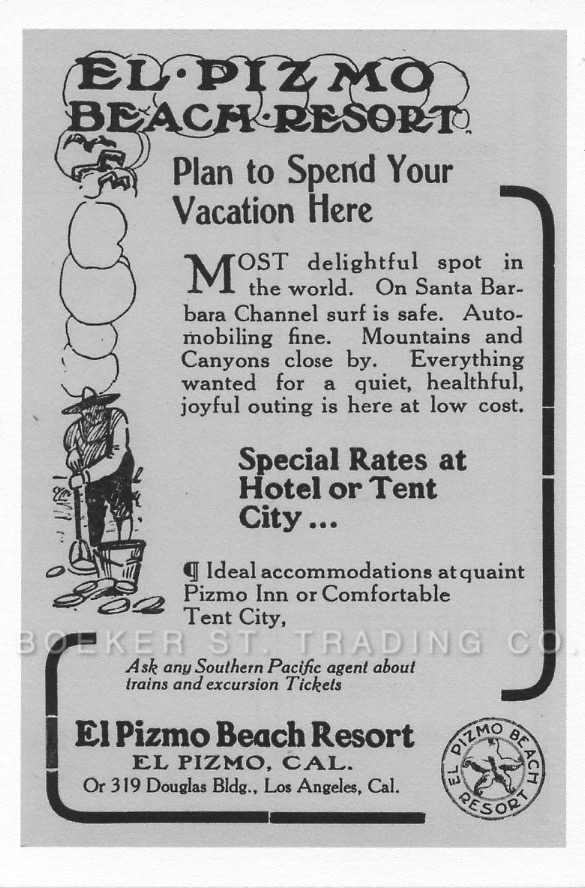 EL·PIZMO
BEACH·RESORT.
Plan to Spend Your
Vacation Here
MOST delightful spot in
the world. On Santa Bar-
bara Channel surf is safe. Auto-
mobiling fine. Mountains and
Canyons close by. Everything
wanted for a quiet, healthful,
joyful outing is here at low cost.
Special Rates at
Hotel or Tent
City ...
¶ Ideal accommodations at quaint
Pizmo Inn or Comfortable
Tent City,
BOEKER ST. TRADING CO.
Ask any Southern Pacific agent about
trains and excursion Tickets
El Pizmo Beach Resort
EL PIZMO, CAL.
Or 319 Douglas Bldg., Los Angeles, Cal.
EL PIZMO BEACH
RESORT